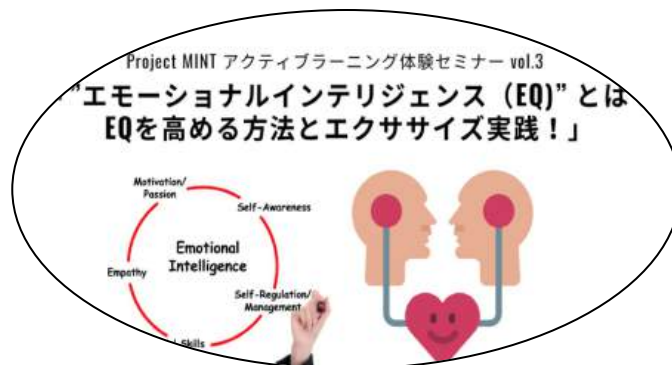 Project MINT アクティブラーニング体験セミナー vol.3
”エモーショナルインテリジェンス（EQ)” とは
EQを高める方法とエクササイズ実践！」
Motivation/
Passion
Self-Awareness
Emotional
Intelligence
Empathy
Self-Regulation/
Management
Skills